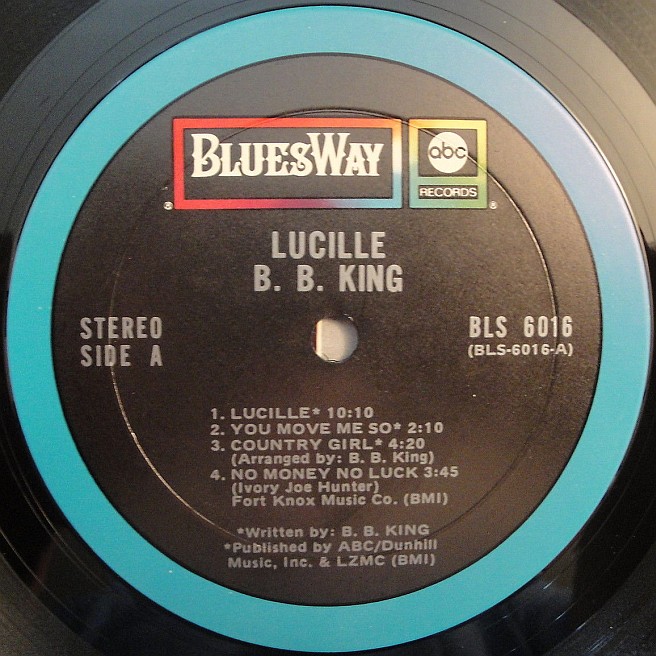 BLUESWAY
abc
RECORDS
®
®
LUCILLE
B. B. KING
STEREO
SIDE A
BLS 6016
(BLS-6016-A)
1. LUCILLE* 10:10
2. YOU MOVE ME SO* 2:10
3. COUNTRY GIRL* 4:20
(Arranged by: B. B. King)
4. NO MONEY NO LUCK 3:45
(Ivory Joe Hunter)
Fort Knox Music Co. (BMI)
*Written by: B. B. KING
*Published by ABC/Dunhill
Music, Inc. & LZMC (BMI)